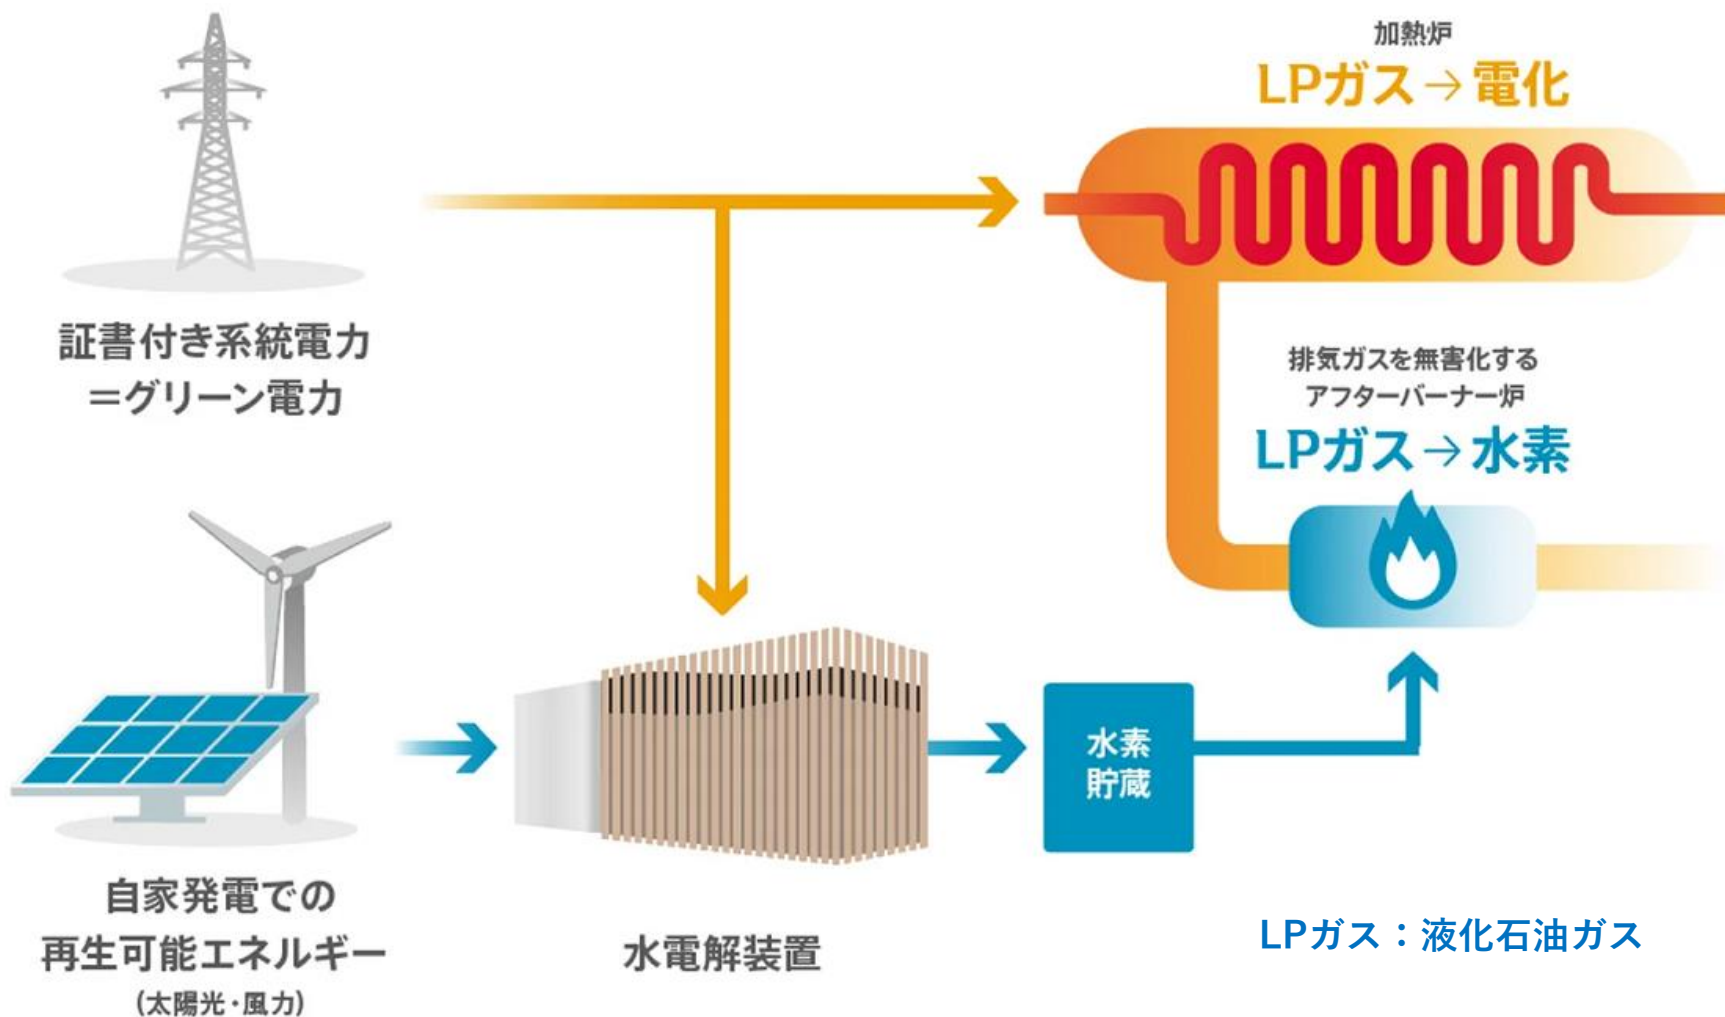 加熱炉
LPガス→電化
証書付き系統電力
＝グリーン電力
排気ガスを無害化する
アフターバーナー炉
LPガス→水素
水素
貯蔵
自家発電での
再生可能エネルギー
(太陽光・風力)
水電解装置
LPガス：液化石油ガス